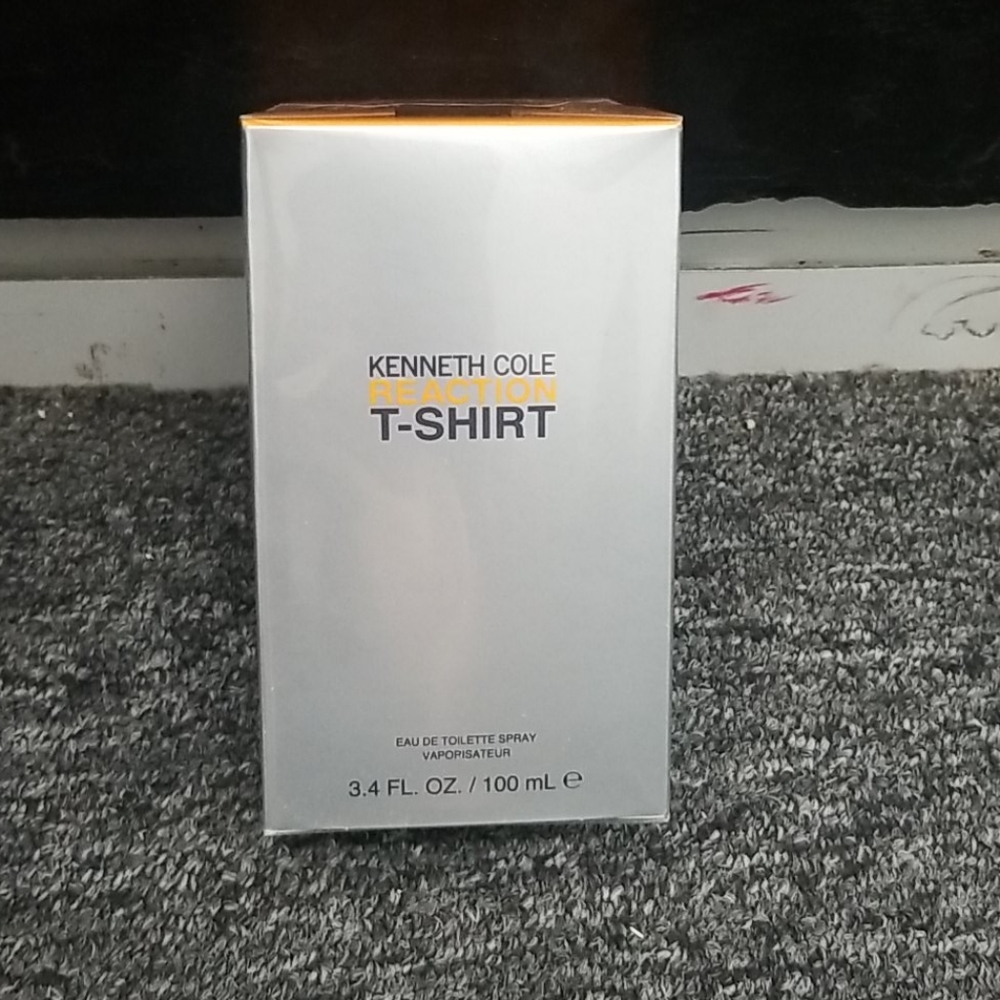 KENNETH COLE
REACTION
T-SHIRT
EAU DE TOILETTE SPRAY
VAPORISATEUR
3.4 FL. OZ. / 100 mL ℮